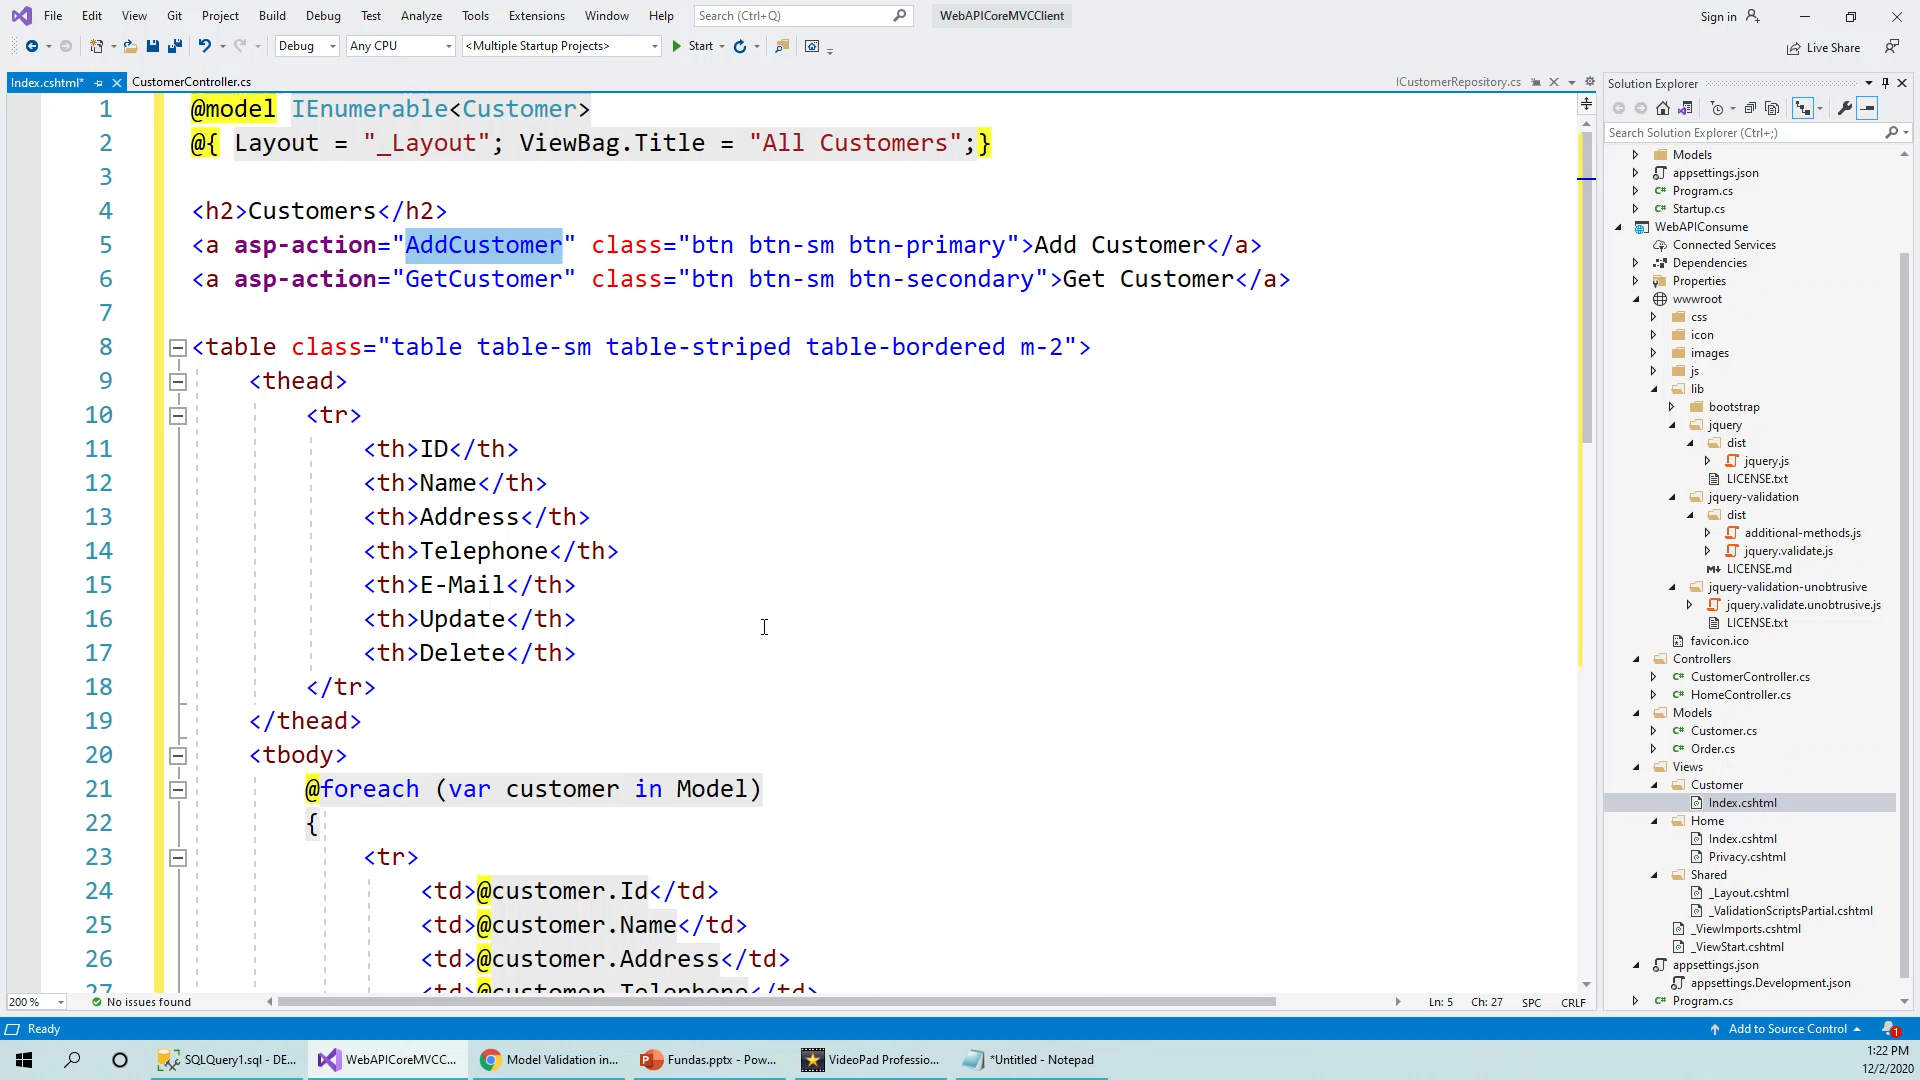 File Edit View Git Project Build Debug Test Analyze Tools Extensions Window Help Search (Ctrl+Q) WebAPICoreMVCClient Sign in
Debug Any CPU <Multiple Startup Projects> Start Live Share
Index.cshtml* CustomerController.cs ICustomerRepository.cs
1 @model IEnumerable<Customer>
2 @{ Layout = "_Layout"; ViewBag.Title = "All Customers";}
3
4 <h2>Customers</h2>
5 <a asp-action="AddCustomer" class="btn btn-sm btn-primary">Add Customer</a>
6 <a asp-action="GetCustomer" class="btn btn-sm btn-secondary">Get Customer</a>
7
8 <table class="table table-sm table-striped table-bordered m-2">
9 <thead>
10 <tr>
11 <th>ID</th>
12 <th>Name</th>
13 <th>Address</th>
14 <th>Telephone</th>
15 <th>E-Mail</th>
16 <th>Update</th>
17 <th>Delete</th>
18 </tr>
19 </thead>
20 <tbody>
21 @foreach (var customer in Model)
22 {
23 <tr>
24 <td>@customer.Id</td>
25 <td>@customer.Name</td>
26 <td>@customer.Address</td>
27 <td>@customer.Telephone</td>
200 % No issues found Ln: 5 Ch: 27 SPC CRLF
Solution Explorer
Search Solution Explorer (Ctrl+;)
Models
appsettings.json
C# Program.cs
C# Startup.cs
WebAPIConsume
Connected Services
Dependencies
Properties
wwwroot
css
icon
images
js
lib
bootstrap
jquery
dist
jquery.js
LICENSE.txt
jquery-validation
dist
additional-methods.js
jquery.validate.js
M+ LICENSE.md
jquery-validation-unobtrusive
jquery.validate.unobtrusive.js
LICENSE.txt
favicon.ico
Controllers
C# CustomerController.cs
C# HomeController.cs
Models
C# Customer.cs
C# Order.cs
Views
Customer
Index.cshtml
Home
Index.cshtml
Privacy.cshtml
Shared
_Layout.cshtml
_ValidationScriptsPartial.cshtml
_ViewImports.cshtml
_ViewStart.cshtml
appsettings.json
appsettings.Development.json
C# Program.cs
Ready Add to Source Control 1
SQLQuery1.sql - DE... WebAPICoreMVCC... Model Validation in... Fundas.pptx - Pow... VideoPad Professio... *Untitled - Notepad
1:22 PM
12/2/2020